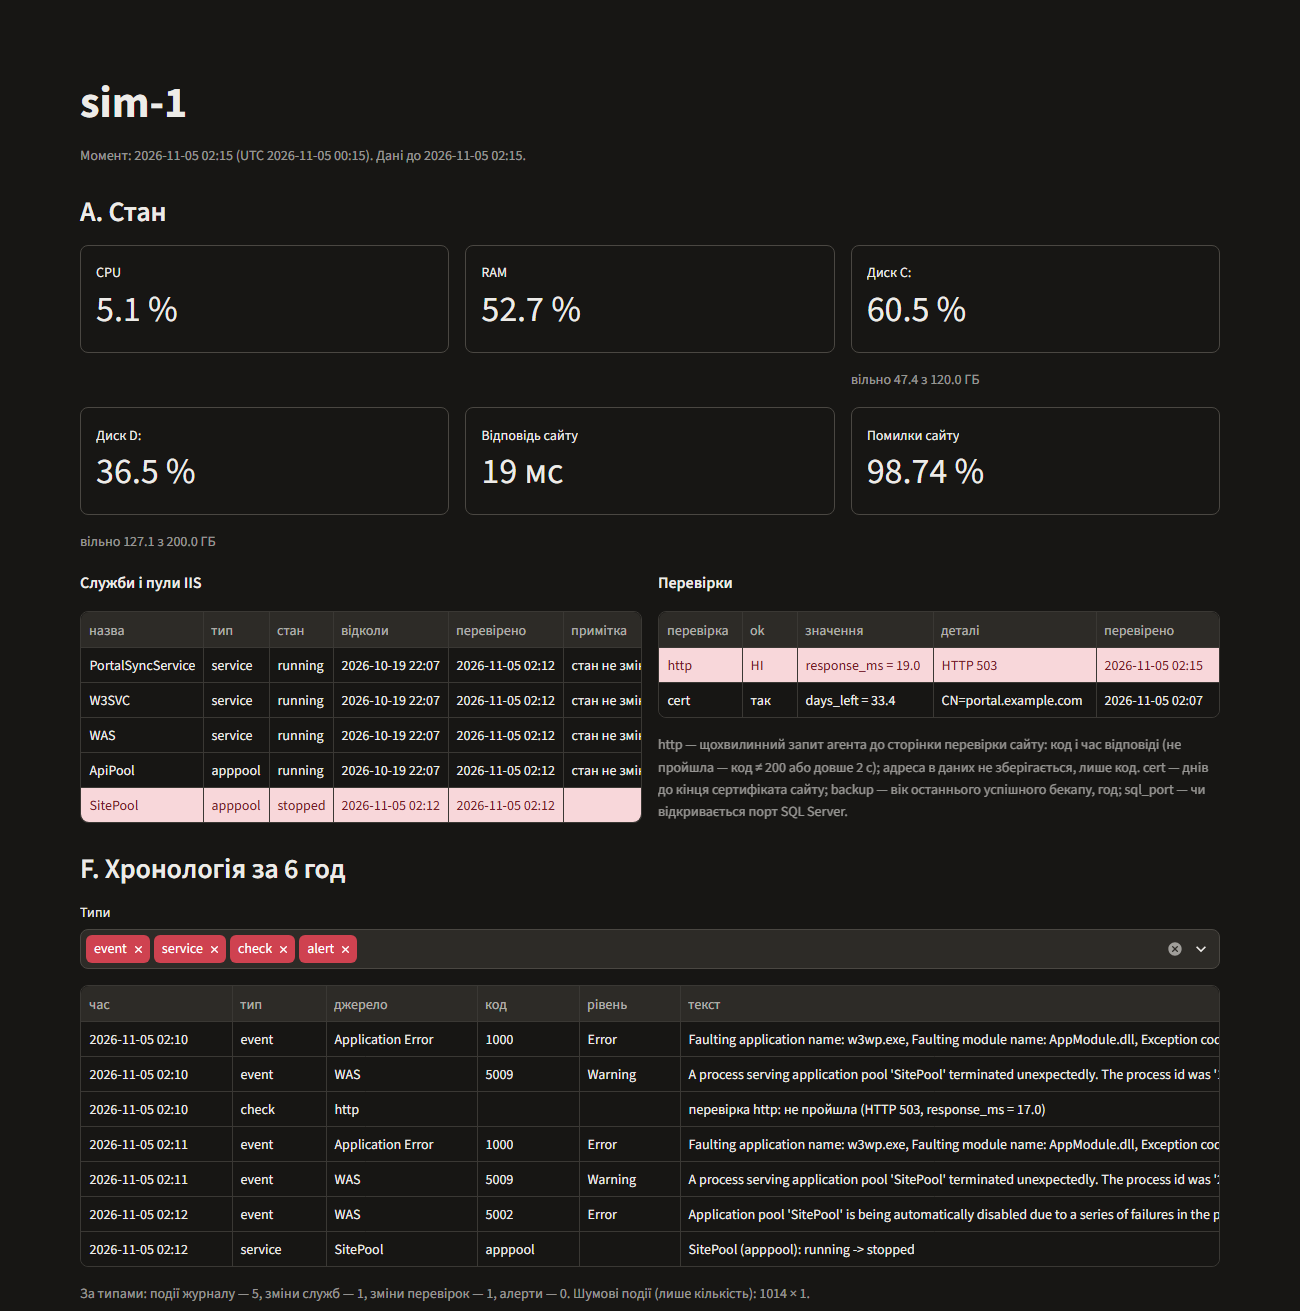 sim-1
Момент: 2026-11-05 02:15 (UTC 2026-11-05 00:15). Дані до 2026-11-05 02:15.
A. Стан
CPU
5.1 %
RAM
52.7 %
Диск C:
60.5 %
вільно 47.4 з 120.0 ГБ
Диск D:
36.5 %
вільно 127.1 з 200.0 ГБ
Відповідь сайту
19 мс
Помилки сайту
98.74 %
Служби і пули IIS
назва тип стан відколи перевірено примітка
PortalSyncService service running 2026-10-19 22:07 2026-11-05 02:12 стан не змі
W3SVC service running 2026-10-19 22:07 2026-11-05 02:12 стан не змі
WAS service running 2026-10-19 22:07 2026-11-05 02:12 стан не змі
ApiPool apppool running 2026-10-19 22:07 2026-11-05 02:12 стан не змі
SitePool apppool stopped 2026-11-05 02:12 2026-11-05 02:12
Перевірки
перевірка ok значення деталі перевірено
http НІ response_ms = 19.0 HTTP 503 2026-11-05 02:15
cert так days_left = 33.4 CN=portal.example.com 2026-11-05 02:07
http — щохвилинний запит агента до сторінки перевірки сайту: код і час відповіді (не
пройшла — код ≠ 200 або довше 2 с); адреса в даних не зберігається, лише код. cert — днів
до кінця сертифіката сайту; backup — вік останнього успішного бекапу, год; sql_port — чи
відкривається порт SQL Server.
F. Хронологія за 6 год
Типи
event × service × check × alert ×
час тип джерело код рівень текст
2026-11-05 02:10 event Application Error 1000 Error Faulting application name: w3wp.exe, Faulting module name: AppModule.dll, Exception coc
2026-11-05 02:10 event WAS 5009 Warning A process serving application pool 'SitePool' terminated unexpectedly. The process id was '
2026-11-05 02:10 check http перевірка http: не пройшла (HTTP 503, response_ms = 17.0)
2026-11-05 02:11 event Application Error 1000 Error Faulting application name: w3wp.exe, Faulting module name: AppModule.dll, Exception coc
2026-11-05 02:11 event WAS 5009 Warning A process serving application pool 'SitePool' terminated unexpectedly. The process id was '
2026-11-05 02:12 event WAS 5002 Error Application pool 'SitePool' is being automatically disabled due to a series of failures in the p
2026-11-05 02:12 service SitePool apppool SitePool (apppool): running -> stopped
За типами: події журналу — 5, зміни служб — 1, зміни перевірок — 1, алерти — 0. Шумові події (лише кількість): 1014 × 1.